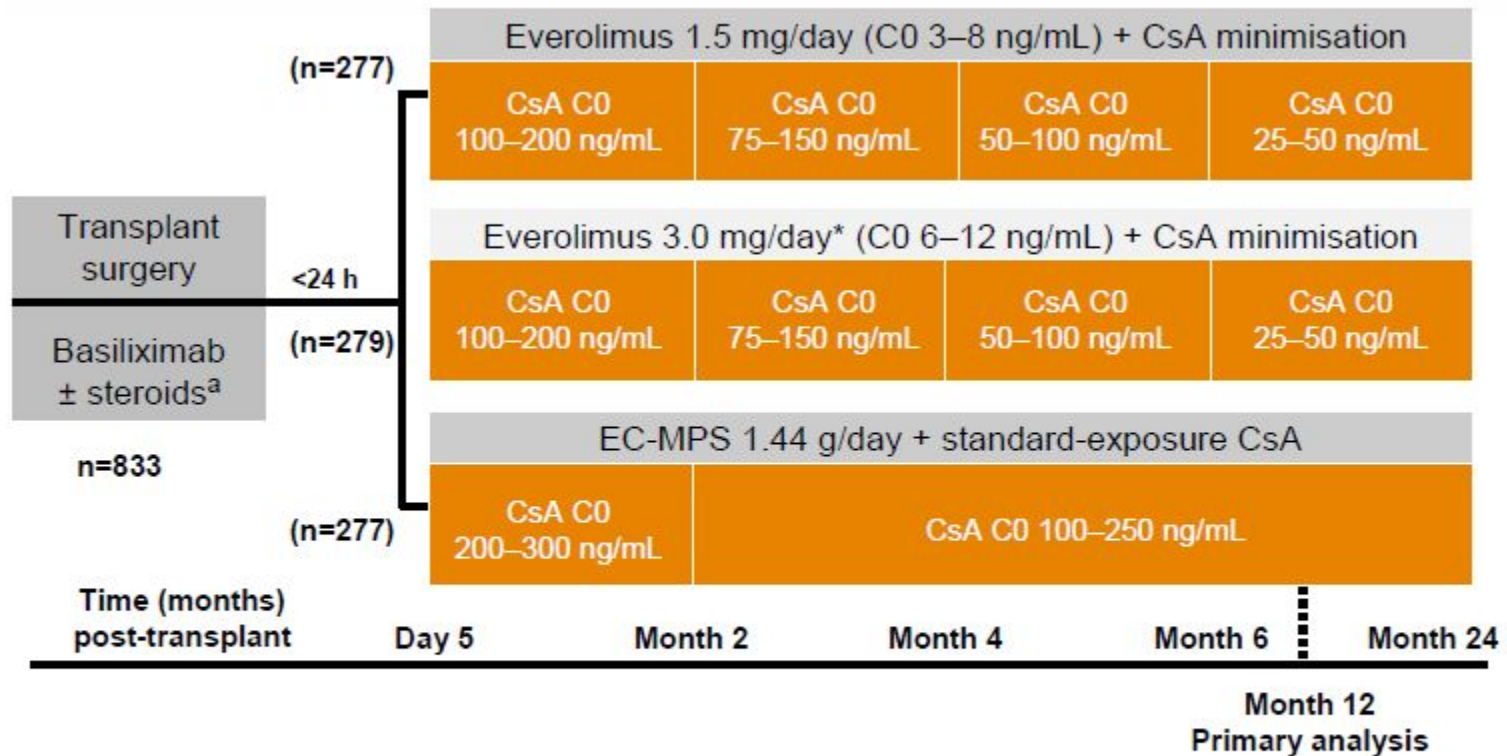 Everolimus 1.5 mg/day (C0 3–8 ng/mL) + CsA minimisation
(n=277)
CsA C0
100–200 ng/mL
CsA C0
75–150 ng/mL
CsA C0
50–100 ng/mL
CsA C0
25–50 ng/mL
Transplant
surgery
<24 h
Basiliximab
± steroidsᵃ
n=833
Everolimus 3.0 mg/day* (C0 6–12 ng/mL) + CsA minimisation
(n=279)
CsA C0
100–200 ng/mL
CsA C0
75–150 ng/mL
CsA C0
50–100 ng/mL
CsA C0
25–50 ng/mL
EC-MPS 1.44 g/day + standard-exposure CsA
(n=277)
CsA C0
200–300 ng/mL
CsA C0 100–250 ng/mL
Time (months)
post-transplant
Day 5
Month 2
Month 4
Month 6
Month 24
Month 12
Primary analysis